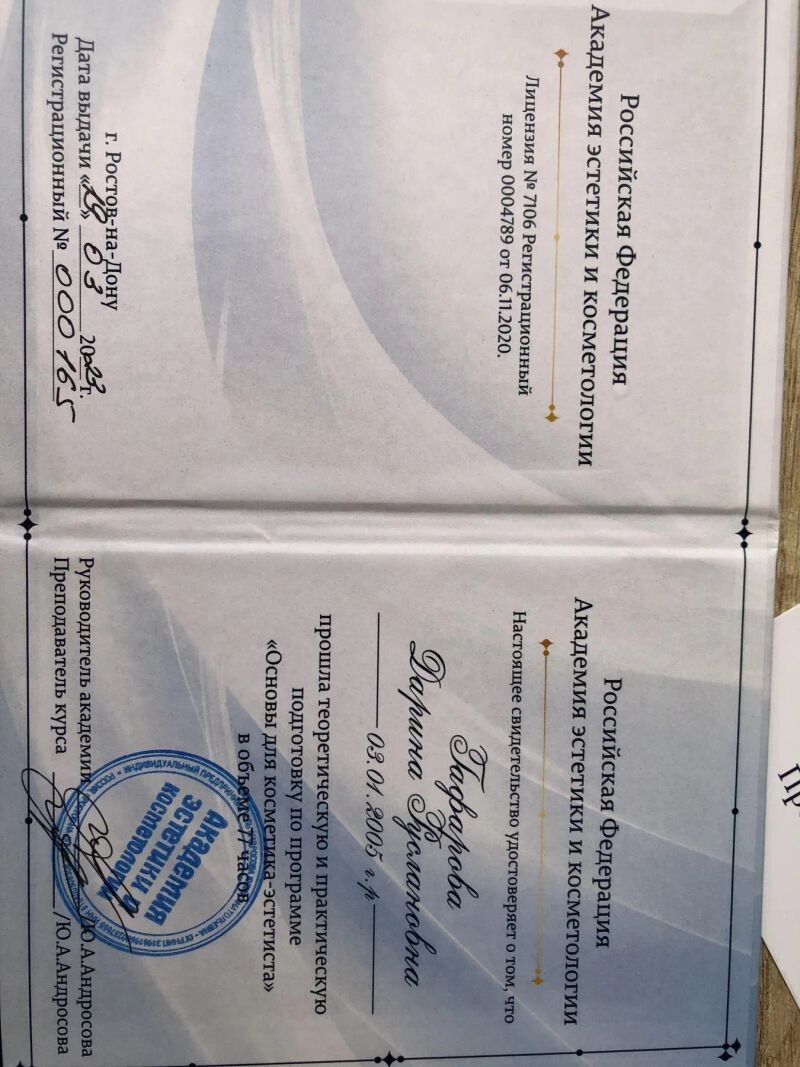 Российская Федерация
Академия эстетики и косметологии
Лицензия № 7106 Регистрационный
номер 0004789 от 06.11.2020.
г. Ростов-на-Дону
Дата выдачи « » 03 2023 г.
Регистрационный № 000165
Российская Федерация
Академия эстетики и косметологии
Настоящее свидетельство удостоверяет о том, что
Гафарова
Дарина Руслановна
03.01.2005 г.р
прошла теоретическую и практическую
подготовку по программе
«Основы для косметика-эстетиста»
в объеме 77 часов
Руководитель академии /Ю.А.Андросова
Преподаватель курса /Ю.А.Андросова
Академия
эстетики и
косметологии
ИНДИВИДУАЛЬНЫЙ ПРЕДПРИНИМАТЕЛЬ
Пр